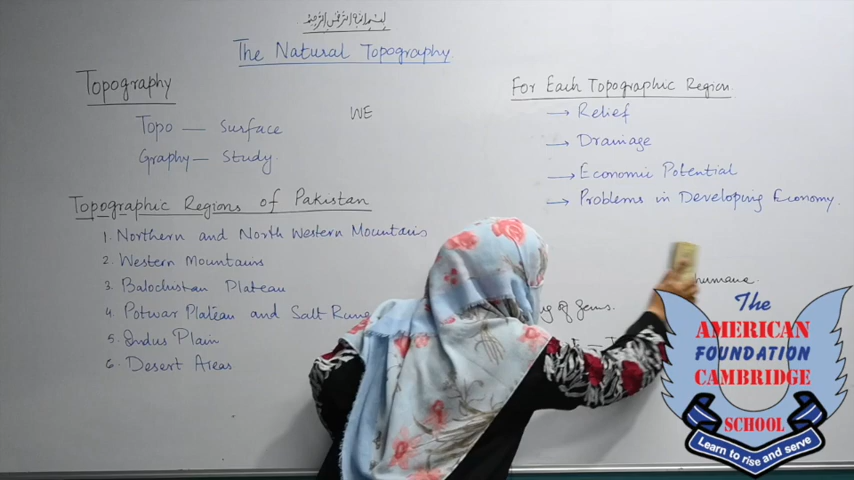 بسم اللہ الرحمن الرحیم
The Natural Topography
Topography
Topo — Surface
Graphy — Study
WE
Topographic Regions of Pakistan
1. Northern and North Western Mountains
2. Western Mountains
3. Balochistan Plateau
4. Potwar Plateau and Salt Rang
5. Indus Plain
6. Desert Areas
For Each Topographic Region
→ Relief
→ Drainage
→ Economic Potential
→ Problems in Developing Economy.
of Gems.
The
AMERICAN
FOUNDATION
CAMBRIDGE
SCHOOL
Learn to rise and serve